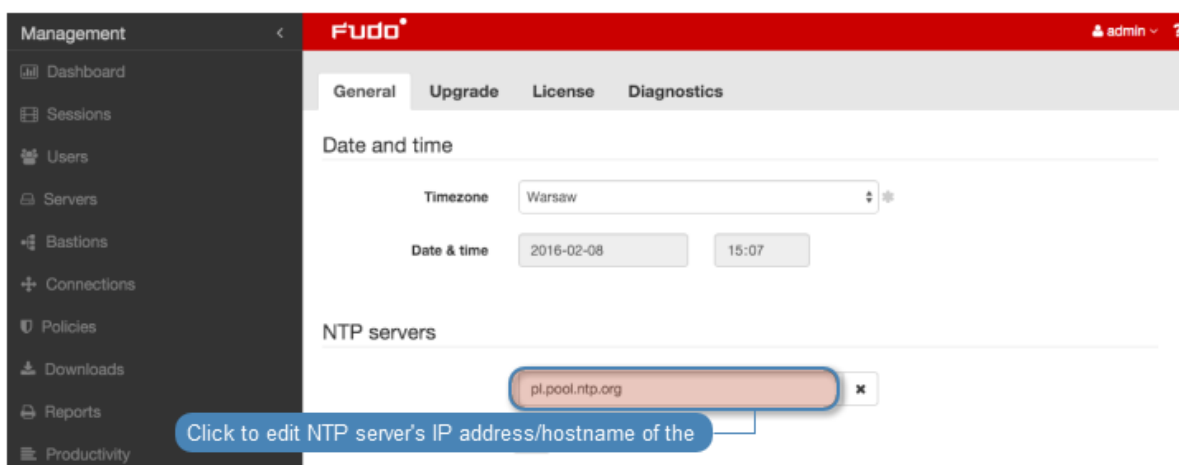 Management
Fudo
admin
?
Dashboard
General Upgrade License Diagnostics
Sessions
Date and time
Users
Timezone Warsaw
Servers
Bastions
Date & time 2016-02-08 15:07
Connections
Policies
NTP servers
Downloads
pl.pool.ntp.org
Reports
Click to edit NTP server's IP address/hostname of the
Productivity